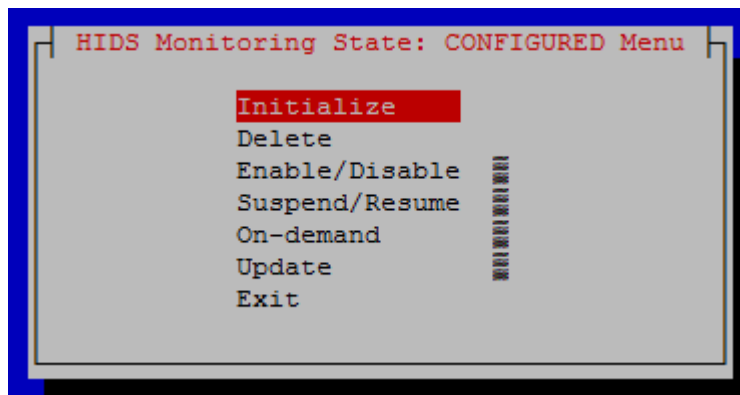 HIDS Monitoring State: CONFIGURED Menu
Initialize
Delete
Enable/Disable
Suspend/Resume
On-demand
Update
Exit